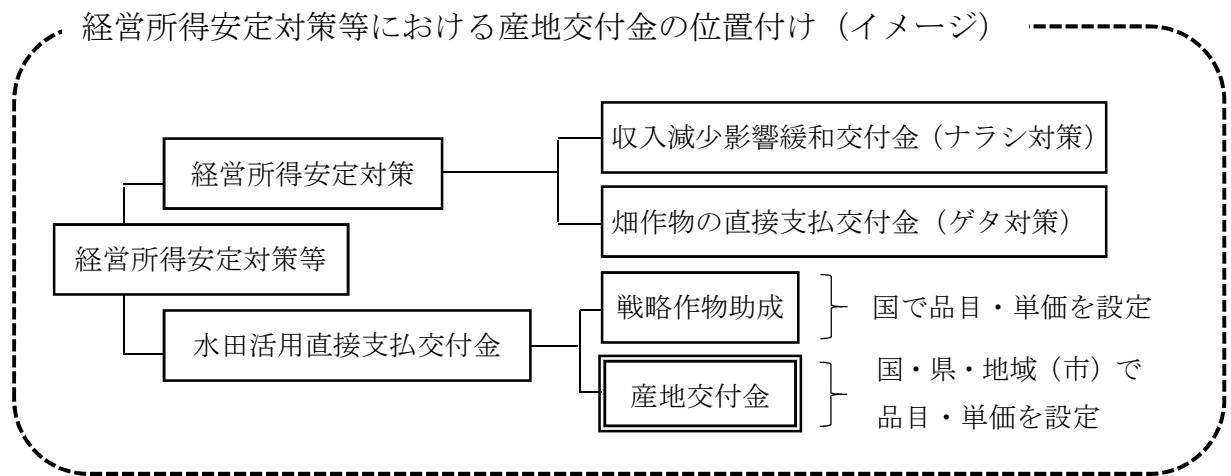 経営所得安定対策等における産地交付金の位置付け（イメージ）
収入減少影響緩和交付金（ナラシ対策）
経営所得安定対策
畑作物の直接支払交付金（ゲタ対策）
経営所得安定対策等
戦略作物助成
国で品目・単価を設定
水田活用直接支払交付金
国・県・地域（市）で
品目・単価を設定
産地交付金